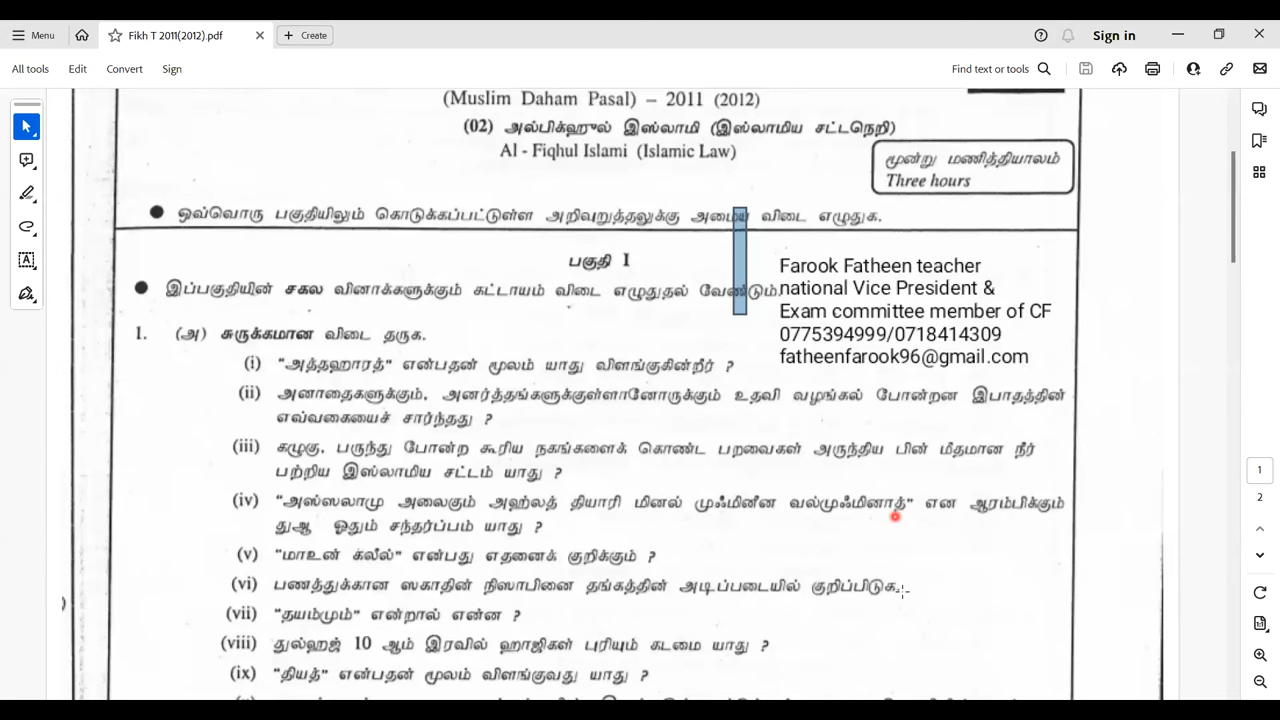 Menu
Fikh T 2011(2012).pdf
Create
Sign in
All tools
Edit
Convert
Sign
Find text or tools
(Muslim Daham Pasal) – 2011 (2012)
(02) அல்பிக்ஹுல் இஸ்லாமி (இஸ்லாமிய சட்டநெறி)
Al - Fiqhul Islami (Islamic Law)
மூன்று மணித்தியாலம்
Three hours
● ஒவ்வொரு பகுதியிலும் கொடுக்கப்பட்டுள்ள அறிவுறுத்தலுக்கு அமைய விடை எழுதுக.
பகுதி I
● இப்பகுதியின் சகல வினாக்களுக்கும் கட்டாயம் விடை எழுதுதல் வேண்டும்.
Farook Fatheen teacher
national Vice President &
Exam committee member of CF
0775394999/0718414309
fatheenfarook96@gmail.com
1. (அ) சுருக்கமான விடை தருக.
(i) "அத்தஹாரத்" என்பதன் மூலம் யாது விளங்குகின்றீர் ?
(ii) அனாதைகளுக்கும், அனர்த்தங்களுக்குள்ளானோருக்கும் உதவி வழங்கல் போன்றன இபாதத்தின்
எவ்வகையைச் சார்ந்தது ?
(iii) கழுகு, பருந்து போன்ற கூரிய நகங்களைக் கொண்ட பறவைகள் அருந்திய பின் மீதமான நீர்
பற்றிய இஸ்லாமிய சட்டம் யாது ?
(iv) "அஸ்ஸலாமு அலைகும் அஹ்லத் தியாரி மினல் முஃமினீன வல்முஃமினாத்" என ஆரம்பிக்கும்
துஆ ஓதும் சந்தர்ப்பம் யாது ?
(v) "மாஉன் க்லீல்" என்பது எதனைக் குறிக்கும் ?
(vi) பணத்துக்கான ஸகாதின் நிஸாபினை தங்கத்தின் அடிப்படையில் குறிப்பிடுக.
(vii) "தயம்மும்" என்றால் என்ன ?
(viii) துல்ஹஜ் 10 ஆம் இரவில் ஹாஜிகள் புரியும் கடமை யாது ?
(ix) "தியத்" என்பதன் மூலம் விளங்குவது யாது ?
1
2